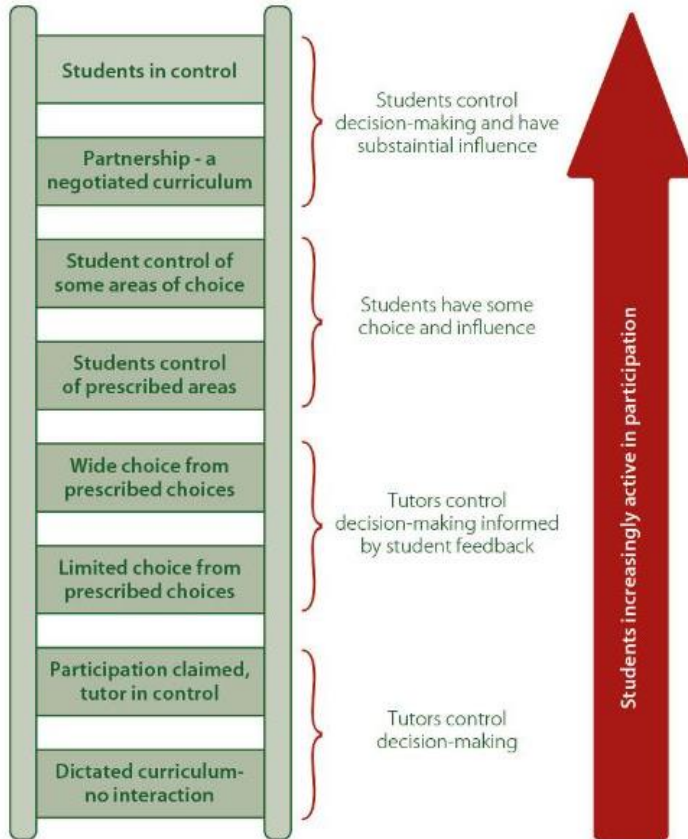 Students in control
Partnership - a
negotiated curriculum
Students control
decision-making and have
substaintial influence
Student control of
some areas of choice
Students control
of prescribed areas
Students have some
choice and influence
Wide choice from
prescribed choices
Limited choice from
prescribed choices
Tutors control
decision-making informed
by student feedback
Participation claimed,
tutor in control
Dictated curriculum-
no interaction
Tutors control
decision-making
Students increasingly active in participation